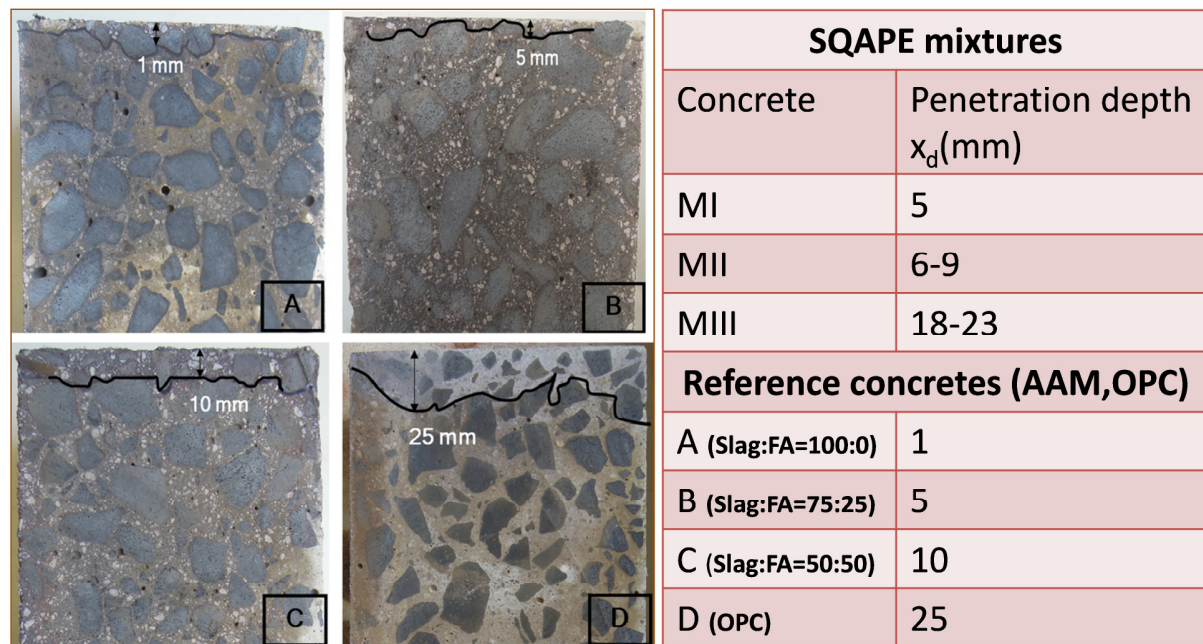 1 mm
A
5 mm
B
10 mm
C
25 mm
D
SQAPE mixtures
Concrete Penetration depth
x_d(mm)
MI 5
MII 6-9
MIII 18-23
Reference concretes (AAM,OPC)
A (Slag:FA=100:0) 1
B (Slag:FA=75:25) 5
C (Slag:FA=50:50) 10
D (OPC) 25